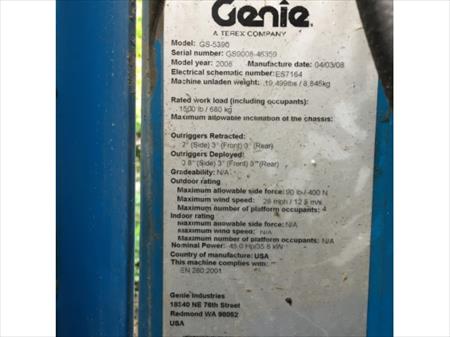 Genie
A TEREX COMPANY
Model: GS-5390
Serial number: GS9008-46359
Model year: 2008 Manufacture date: 04/03/08
Electrical schematic number: ES7164
Machine unladen weight: 19,499lbs / 8,845kg
Rated work load (including occupants):
1500 lb / 680 kg
Maximum allowable inclination of the chassis:
Outriggers Retracted:
(Side) 3° (Front) 3° (Rear)
Outriggers Deployed:
(Side) 3° (Front) 3° (Rear)
Gradeability: N/A
Outdoor rating
Maximum allowable side force: 90 lb / 400 N
Maximum wind speed: 28 mph / 12.5 m/s
Maximum number of platform occupants: 4
Indoor rating
Maximum allowable side force: N/A
Maximum wind speed: N/A
Maximum number of platform occupants: N/A
Nominal Power:
Country of manufacture: USA
This machine complies with:
EN 280:2001
Genie Industries
18340 NE 76th Street
Redmond WA 98052
USA